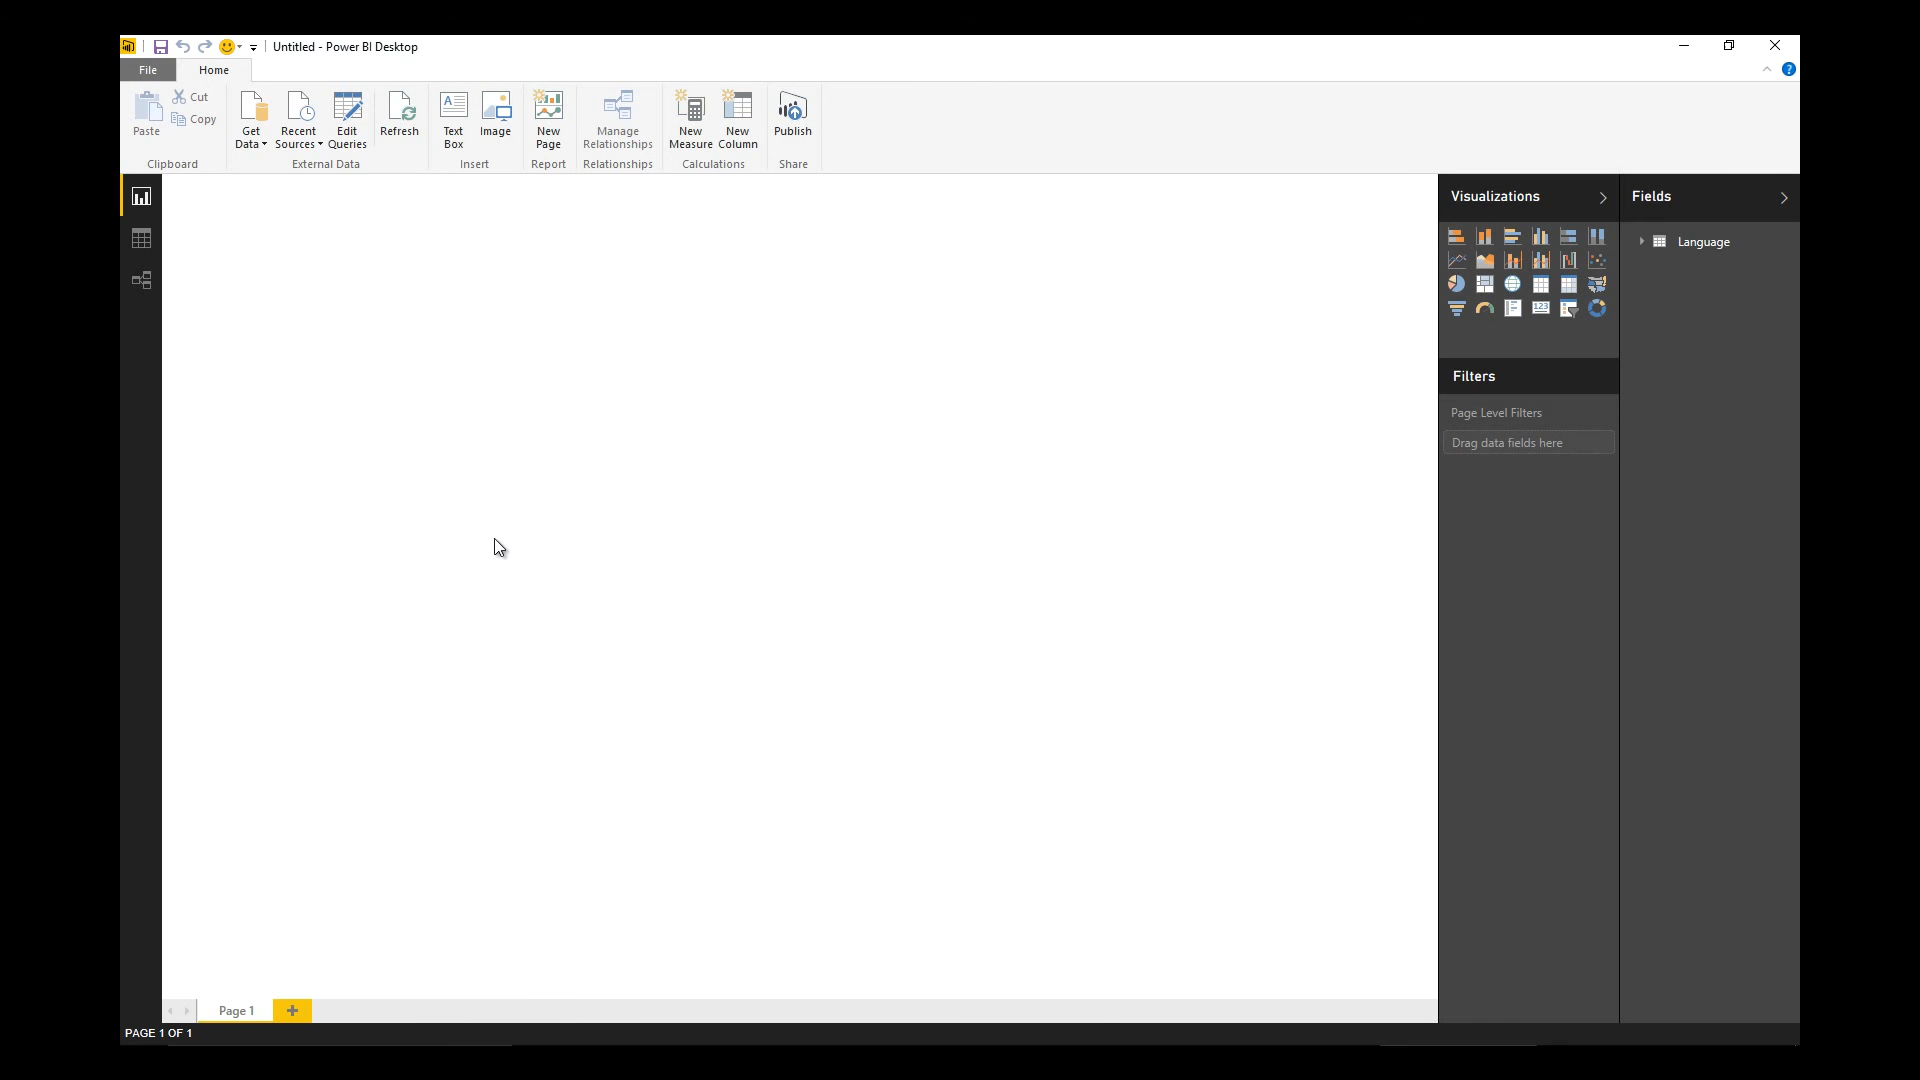 Untitled - Power BI Desktop
File Home
Paste
Cut
Copy
Get Data
Recent Sources
Edit Queries
Refresh
Text Box
Image
New Page
Manage Relationships
New Measure
New Column
Publish
Clipboard External Data Insert Report Relationships Calculations Share
Visualizations
Fields
Language
123
Filters
Page Level Filters
Drag data fields here
Page 1
PAGE 1 OF 1